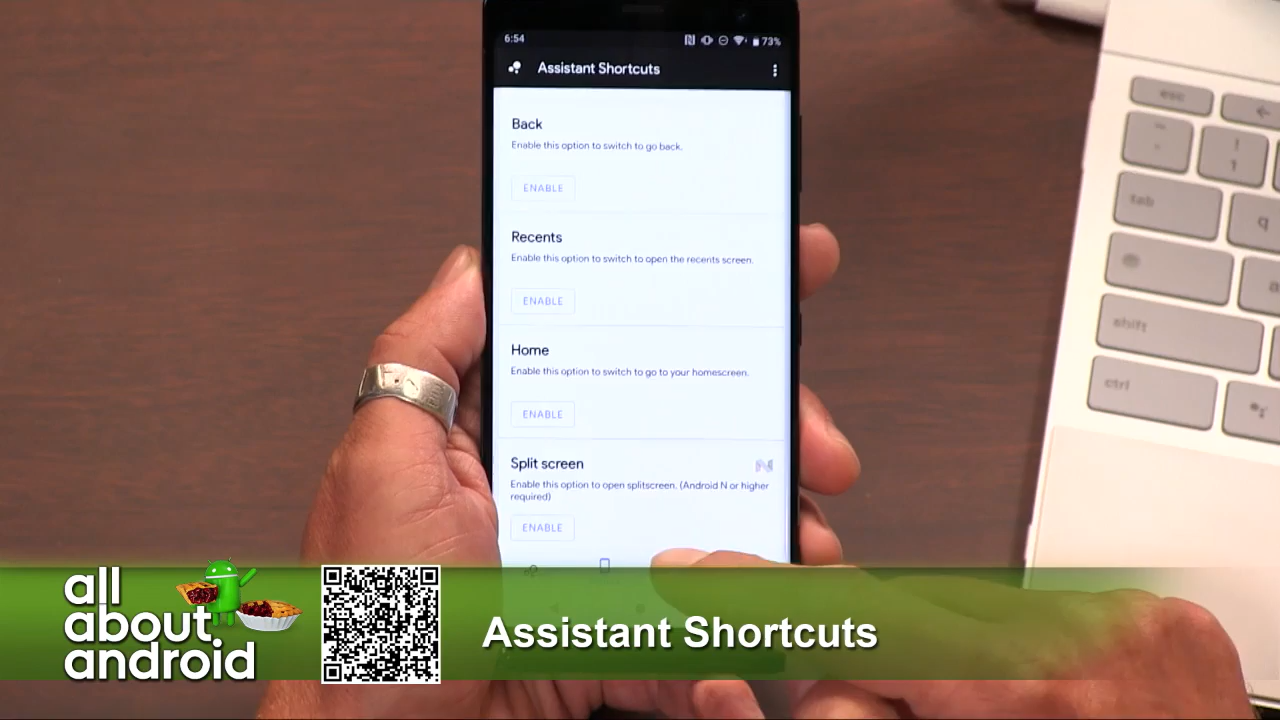 6:54
73%
Assistant Shortcuts
Back
Enable this option to switch to go back.
ENABLE
Recents
Enable this option to switch to open the recents screen.
ENABLE
Home
Enable this option to switch to go to your homescreen.
ENABLE
Split screen
Enable this option to open splitscreen. (Android N or higher
required)
ENABLE
esc
!
1
tab
q
a
shift
ctrl
all
about
android
Assistant Shortcuts